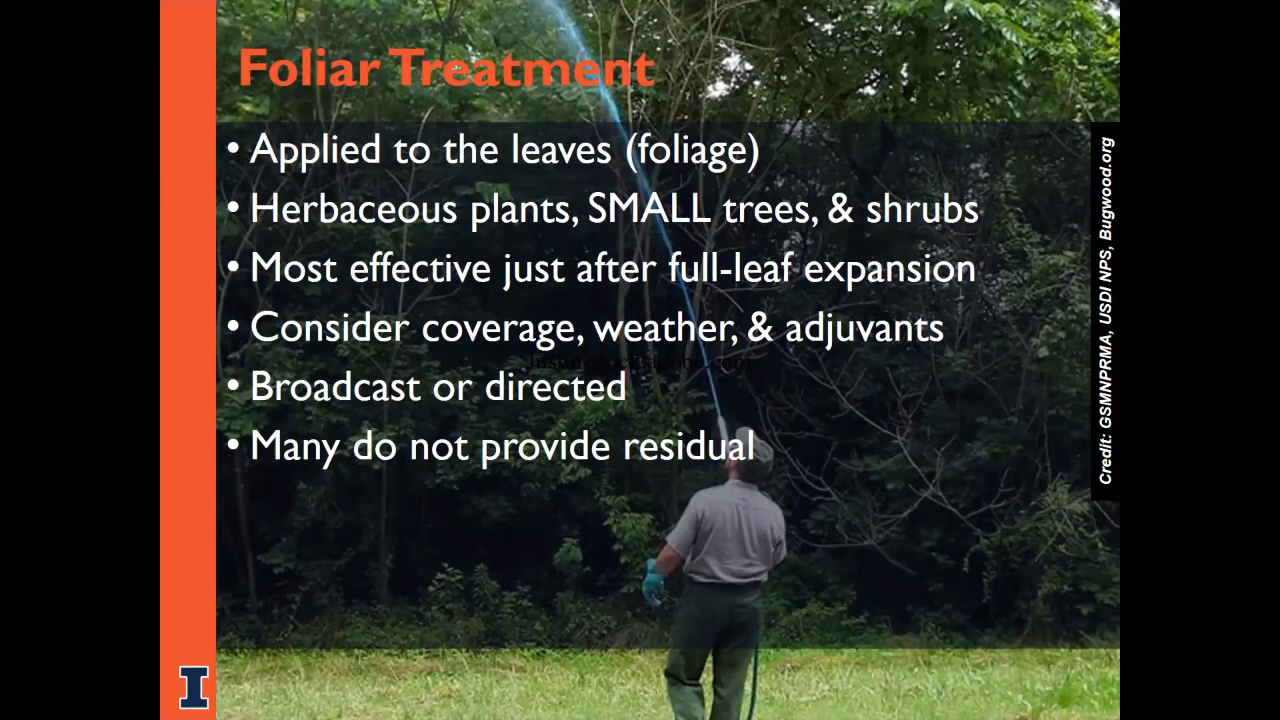 Foliar Treatment
• Applied to the leaves (foliage)
• Herbaceous plants, SMALL trees, & shrubs
• Most effective just after full-leaf expansion
• Consider coverage, weather, & adjuvants
• Broadcast or directed
• Many do not provide residual
Credit: GSMNPRMA, USDI NPS, Bugwood.org
I